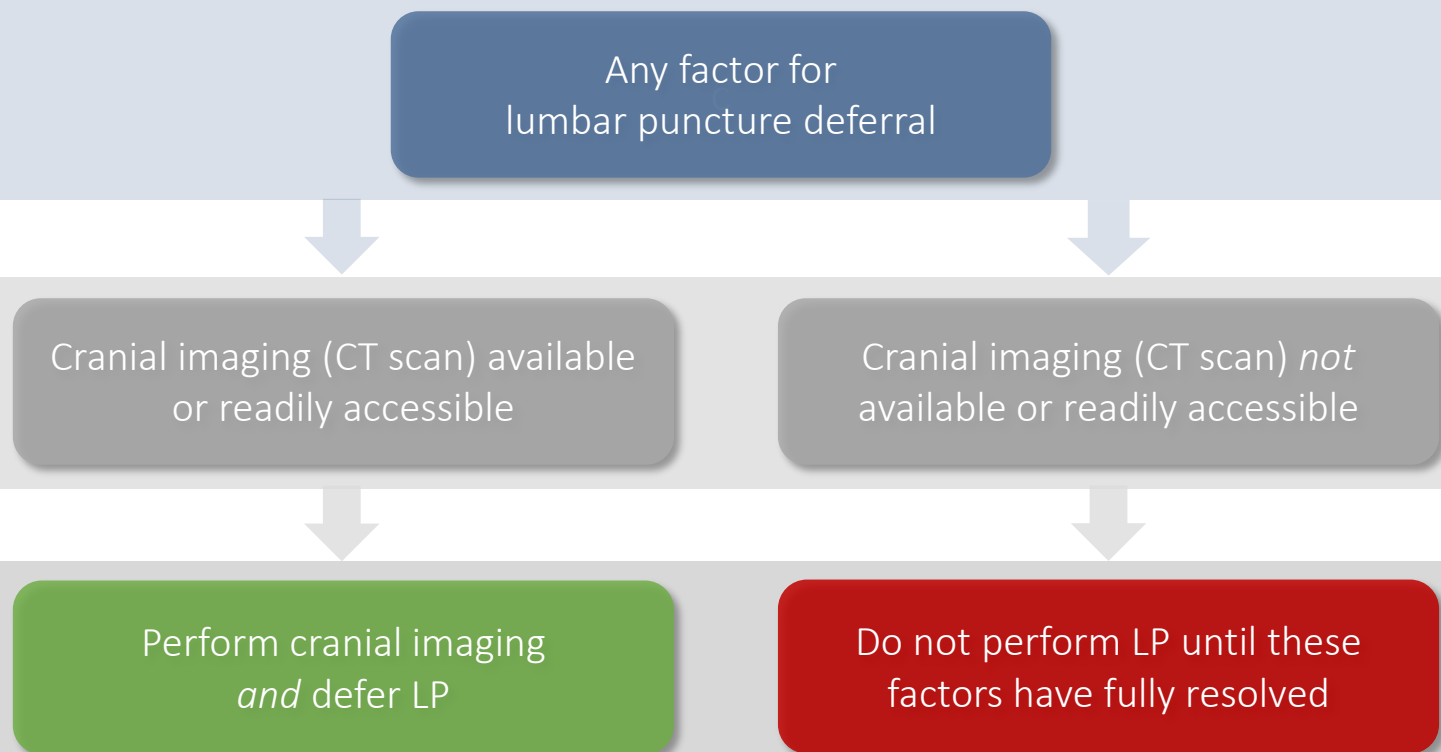 Any factor for
lumbar puncture deferral
Cranial imaging (CT scan) available
or readily accessible
Cranial imaging (CT scan) not
available or readily accessible
Perform cranial imaging
and defer LP
Do not perform LP until these
factors have fully resolved